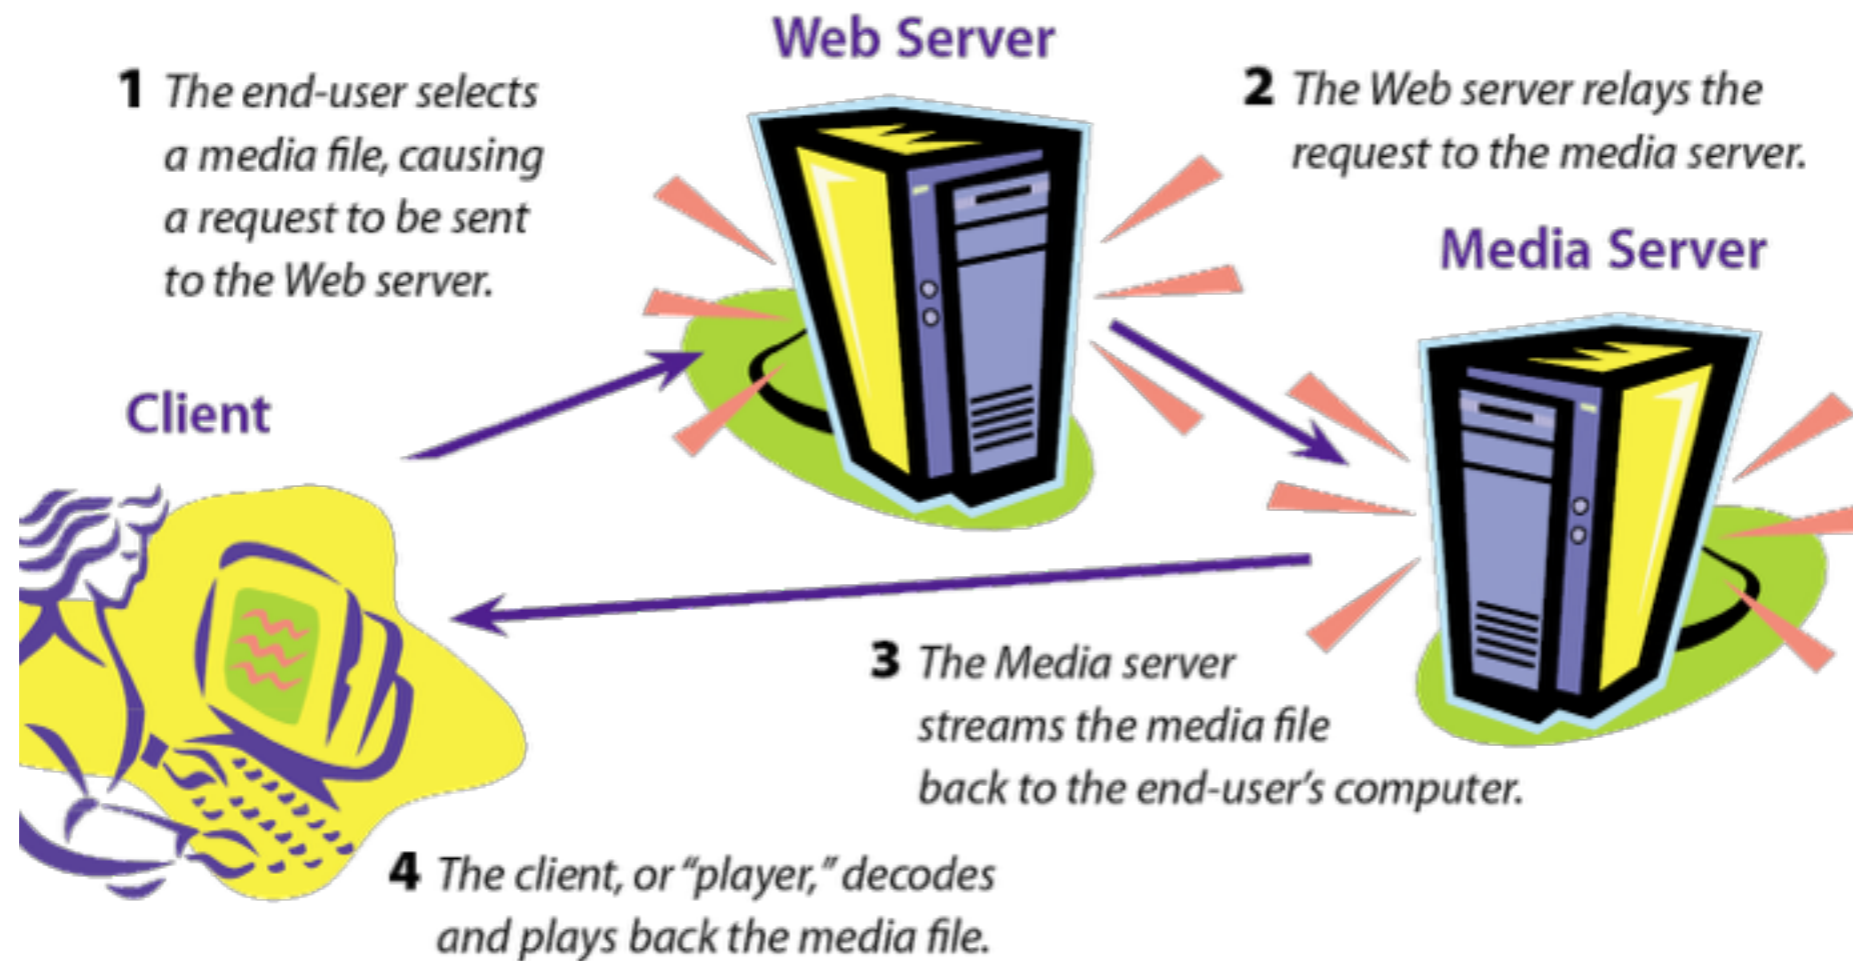 Web Server
1 The end-user selects
a media file, causing
a request to be sent
to the Web server.
2 The Web server relays the
request to the media server.
Media Server
Client
3 The Media server
streams the media file
back to the end-user's computer.
4 The client, or "player," decodes
and plays back the media file.